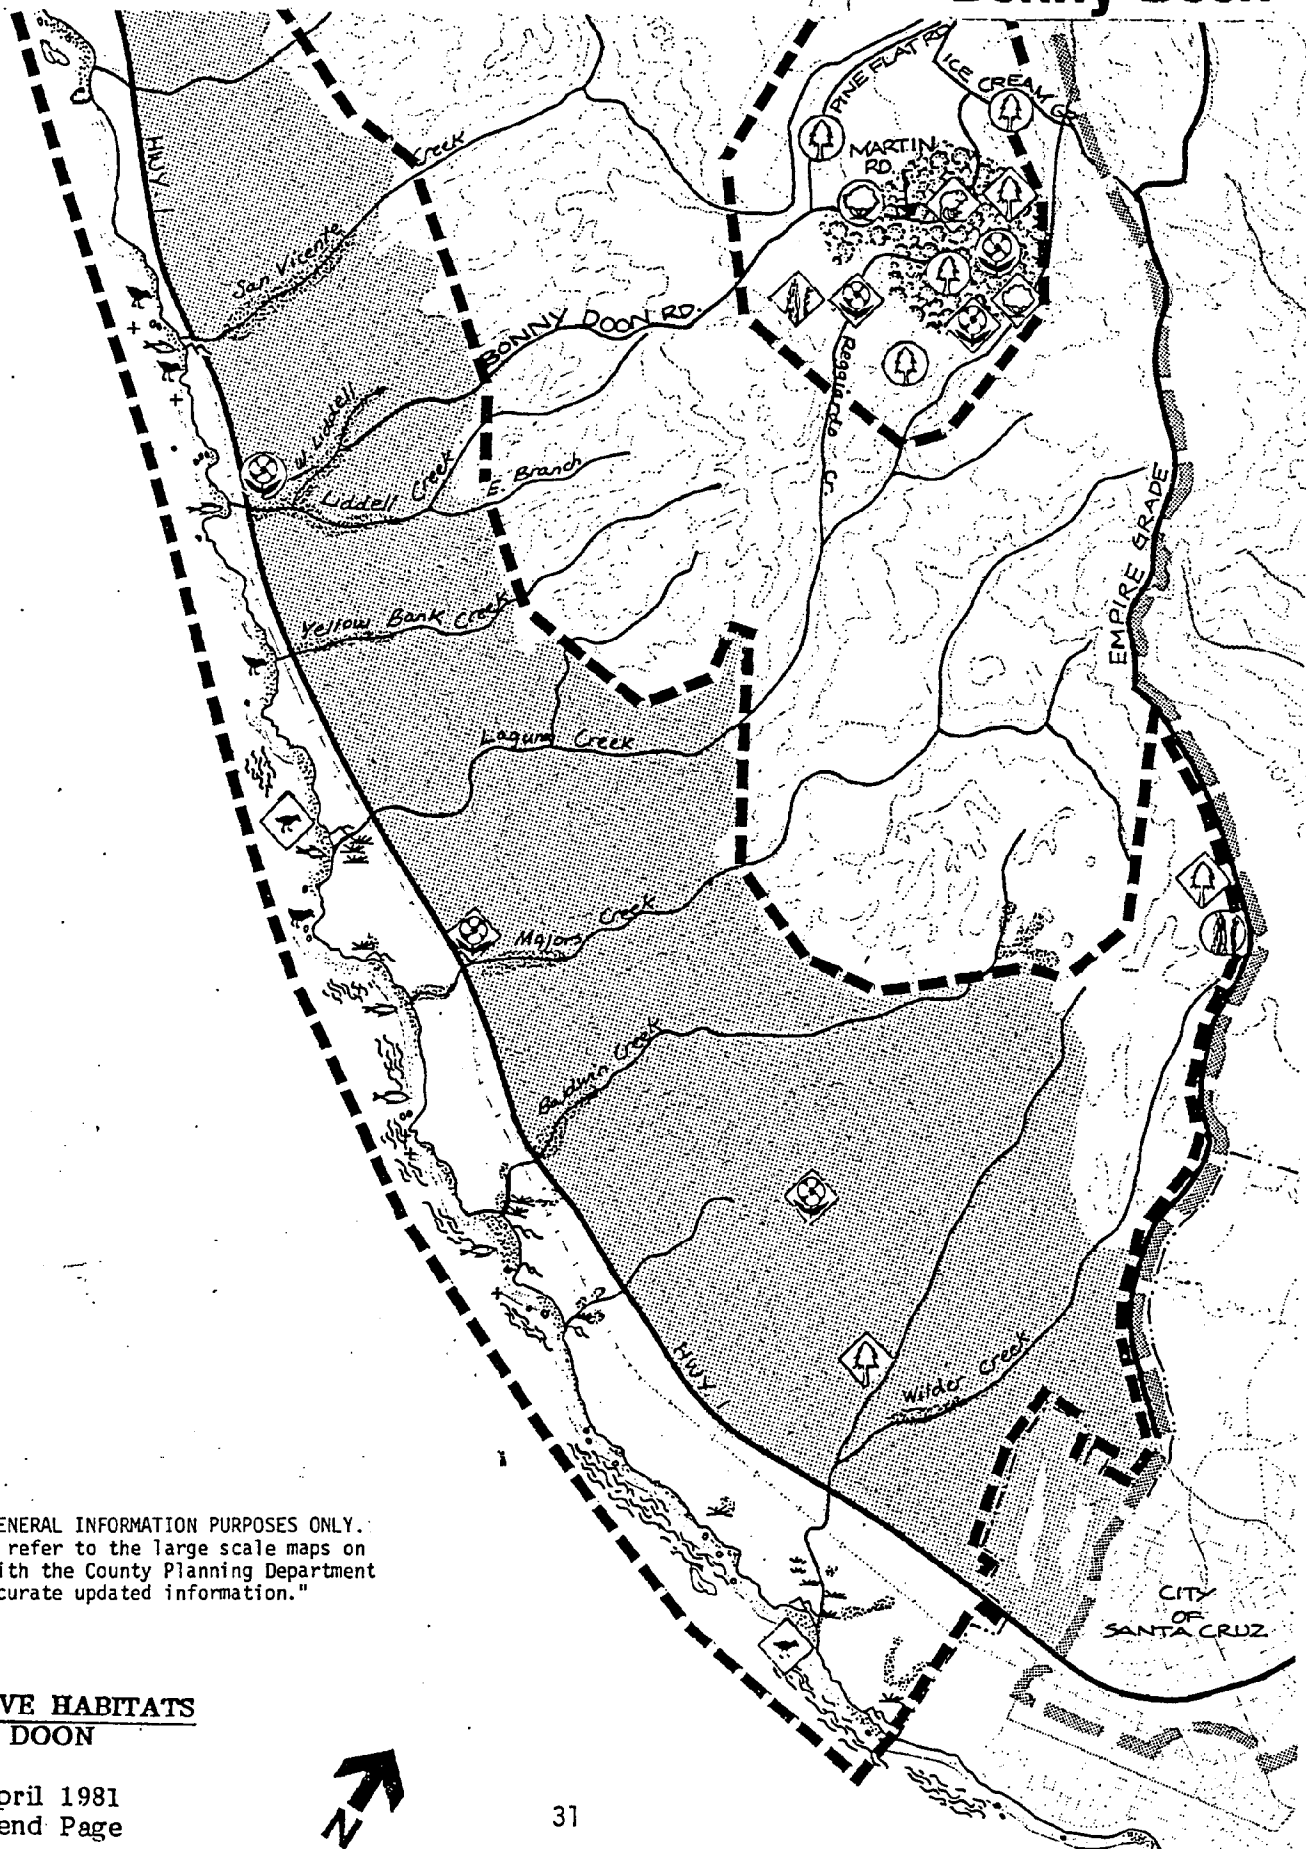 Bonny Doon
PINE FLAT RD
ICE CREAM GR.
MARTIN
RD.
HWY 1
Creek
San Vicente
BONNY DOON RD.
Reggiardo Cr.
W. Liddell
Liddell Creek
E. Branch
EMPIRE GRADE
Yellow Bank Creek
Laguna Creek
Majors Creek
Baldwin Creek
HWY 1
Wilder Creek
ENERAL INFORMATION PURPOSES ONLY.
refer to the large scale maps on
ith the County Planning Department
curate updated information."
CITY
OF
SANTA CRUZ
VE HABITATS
DOON
pril 1981
end Page
N
31